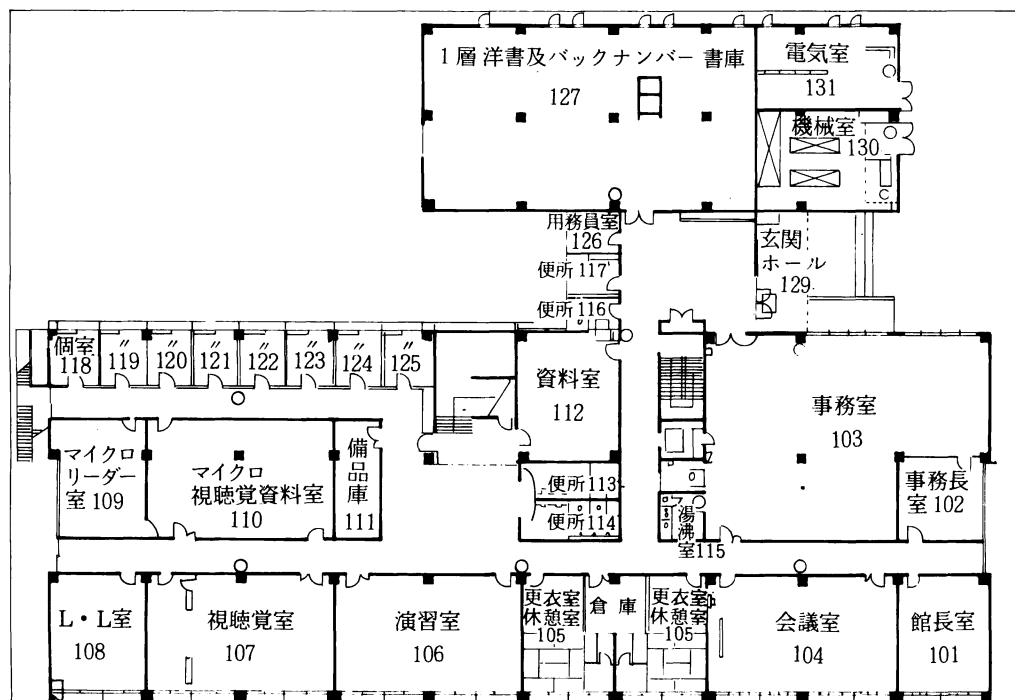 1層洋書及バックナンバー書庫
127
電気室
131
機械室
130
用務員室
126
玄関
ホール
129
便所 117
便所 116
個室
118
〃
119
〃
120
〃
121
〃
122
〃
123
〃
124
〃
125
資料室
112
事務室
103
マイクロ
リーダー
室 109
マイクロ
視聴覚資料室
110
備品庫
111
便所 113
便所 114
湯沸室115
事務長
室 102
L・L室
108
視聴覚室
107
演習室
106
更衣室
休憩室
105
倉庫
更衣室
休憩室
105
会議室
104
館長室
101